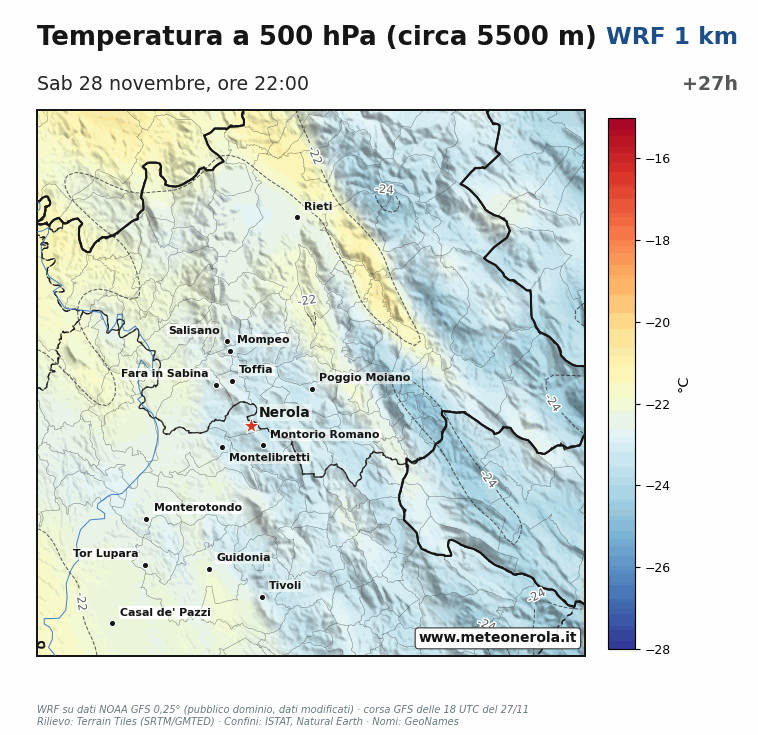 Temperatura a 500 hPa (circa 5500 m) WRF 1 km
Sab 28 novembre, ore 22:00 +27h
-22
-24
Rieti
-22
Salisano
Mompeo
Fara in Sabina
Toffia
Poggio Moiano
-24
Nerola
Montorio Romano
Montelibretti
-24
Monterotondo
Tor Lupara
Guidonia
Tivoli
-22
Casal de' Pazzi
-24
-24
www.meteonerola.it
−16
−18
−20
−22
−24
−26
−28
°C
WRF su dati NOAA GFS 0,25° (pubblico dominio, dati modificati) · corsa GFS delle 18 UTC del 27/11
Rilievo: Terrain Tiles (SRTM/GMTED) · Confini: ISTAT, Natural Earth · Nomi: GeoNames